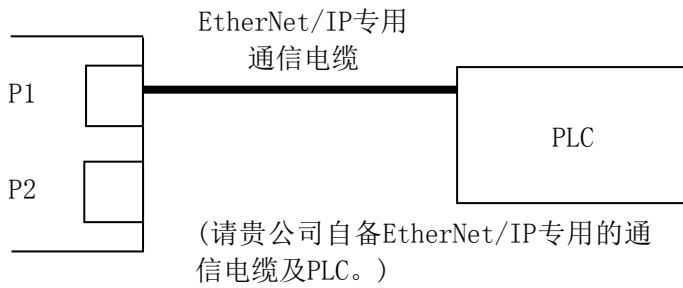 EtherNet/IP专用
通信电缆
P1
PLC
P2
(请贵公司自备EtherNet/IP专用的通
信电缆及PLC。)